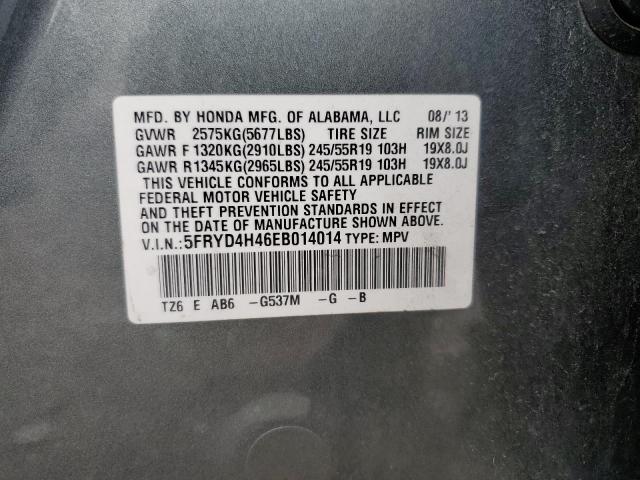 MFD. BY HONDA MFG. OF ALABAMA, LLC 08/'13
GVWR 2575KG(5677LBS) TIRE SIZE RIM SIZE
GAWR F 1320KG(2910LBS) 245/55R19 103H 19X8.0J
GAWR R 1345KG(2965LBS) 245/55R19 103H 19X8.0J
THIS VEHICLE CONFORMS TO ALL APPLICABLE
FEDERAL MOTOR VEHICLE SAFETY
AND THEFT PREVENTION STANDARDS IN EFFECT
ON THE DATE OF MANUFACTURE SHOWN ABOVE.
V.I.N.: 5FRYD4H46EB014014 TYPE: MPV
TZ6 E AB6 -G537M -G -B